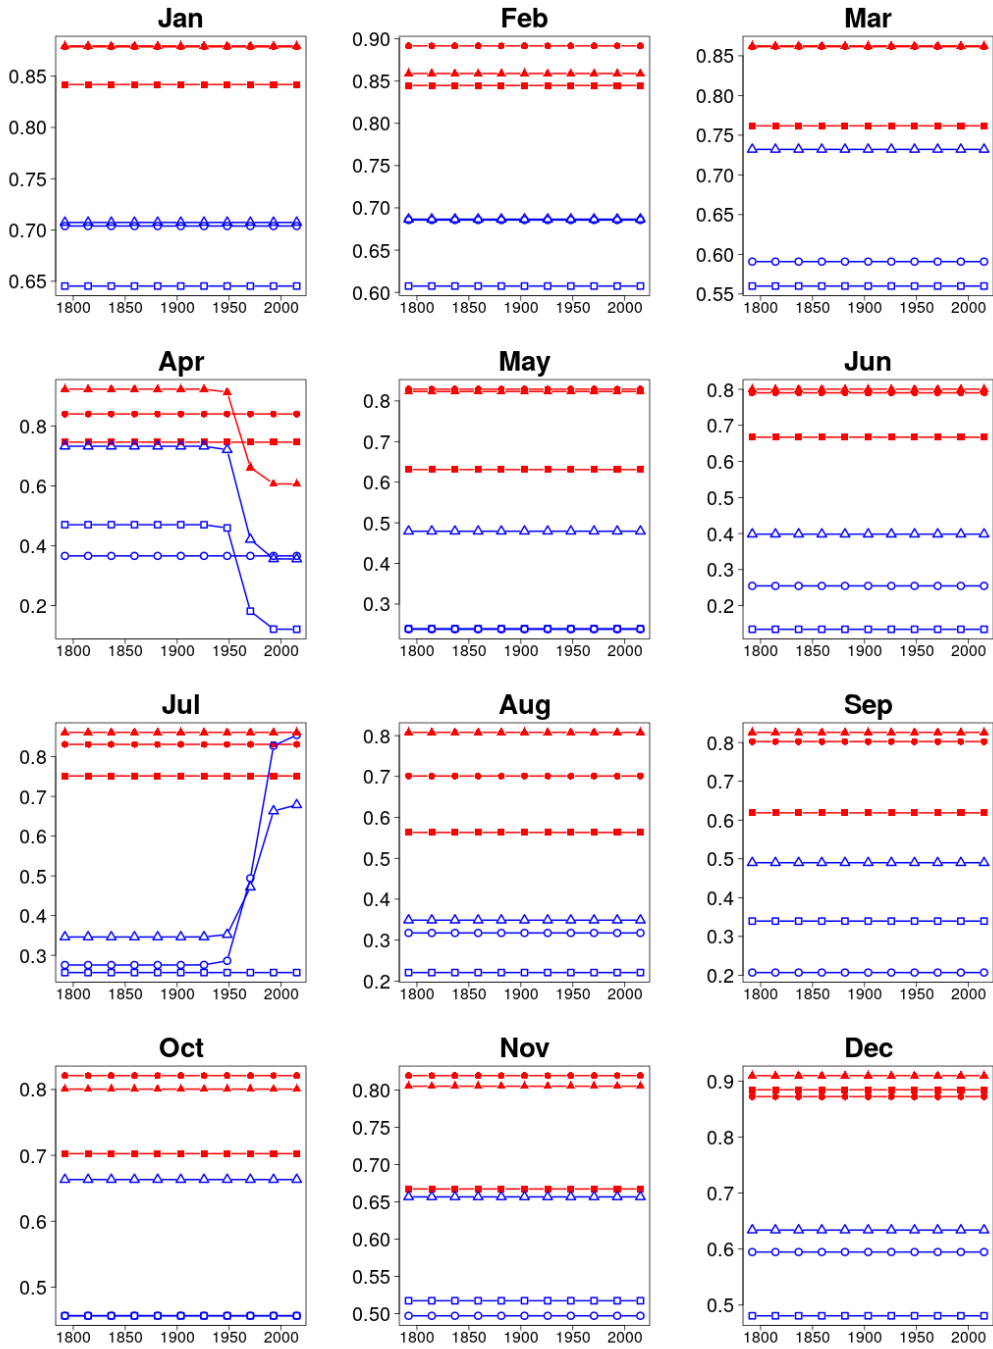 Jan Feb Mar
0.85 0.80 0.75 0.70 0.65
1800 1850 1900 1950 2000
0.90 0.85 0.80 0.75 0.70 0.65 0.60
1800 1850 1900 1950 2000
0.85 0.80 0.75 0.70 0.65 0.60 0.55
1800 1850 1900 1950 2000
Apr May Jun
0.8 0.6 0.4 0.2
1800 1850 1900 1950 2000
0.8 0.7 0.6 0.5 0.4 0.3
1800 1850 1900 1950 2000
0.8 0.7 0.6 0.5 0.4 0.3 0.2
1800 1850 1900 1950 2000
Jul Aug Sep
0.8 0.7 0.6 0.5 0.4 0.3
1800 1850 1900 1950 2000
0.8 0.7 0.6 0.5 0.4 0.3 0.2
1800 1850 1900 1950 2000
0.8 0.7 0.6 0.5 0.4 0.3 0.2
1800 1850 1900 1950 2000
Oct Nov Dec
0.8 0.7 0.6 0.5
1800 1850 1900 1950 2000
0.80 0.75 0.70 0.65 0.60 0.55 0.50
1800 1850 1900 1950 2000
0.9 0.8 0.7 0.6 0.5
1800 1850 1900 1950 2000